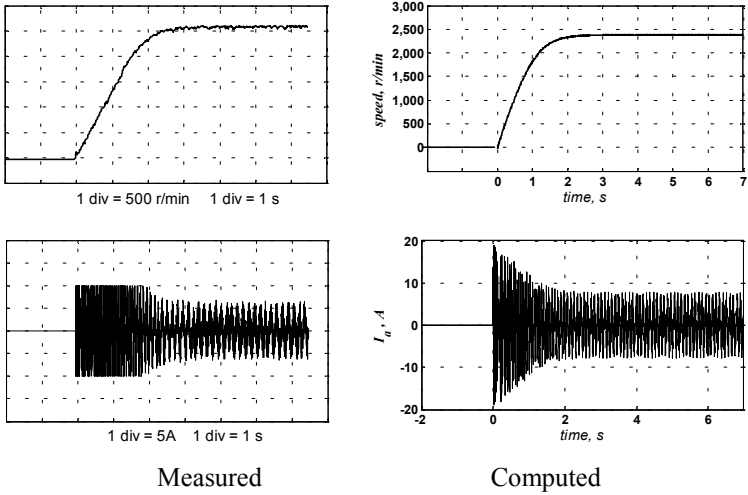 3,000
2,500
2,000
1,500
1,000
500
0
speed, r/min
0 1 2 3 4 5 6 7
time, s
1 div = 500 r/min 1 div = 1 s
20
10
0
-10
-20
I_a , A
-2 0 2 4 6
time, s
1 div = 5A 1 div = 1 s
Measured Computed